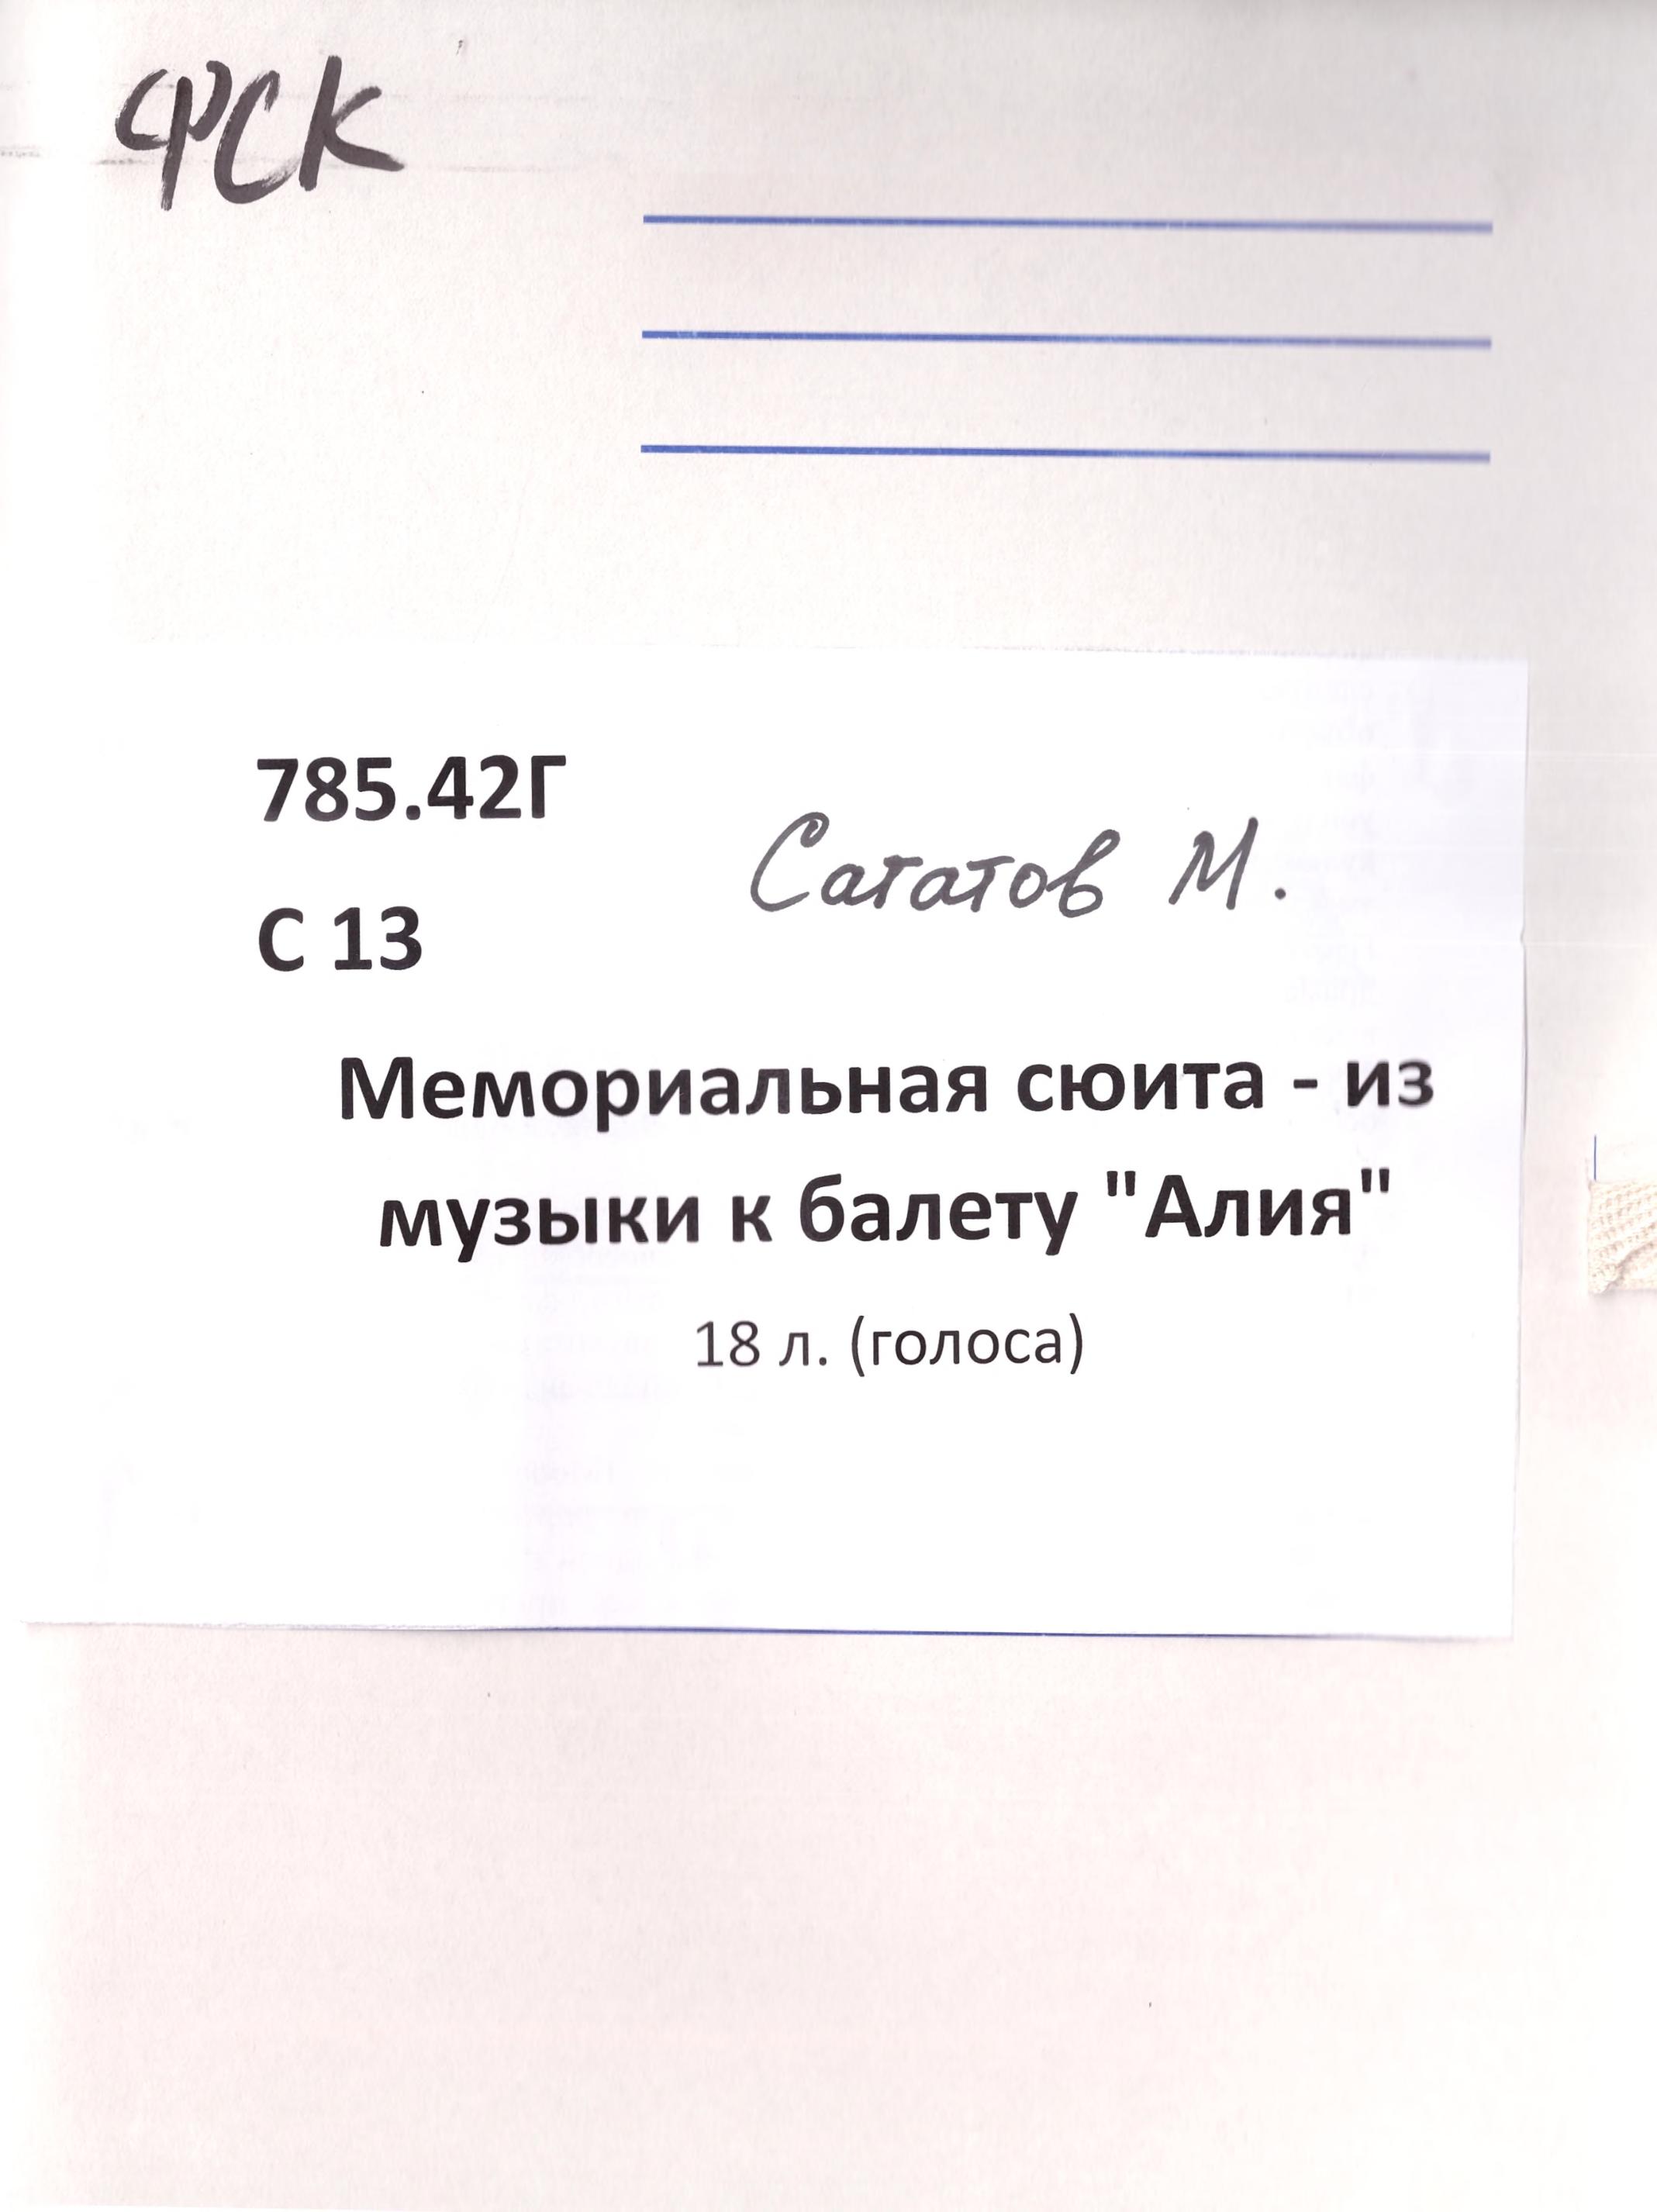 ФСК
785.42Г
Сагатов М.
С 13
Мемориальная сюита - из
музыки к балету "Алия"
18 л. (голоса)